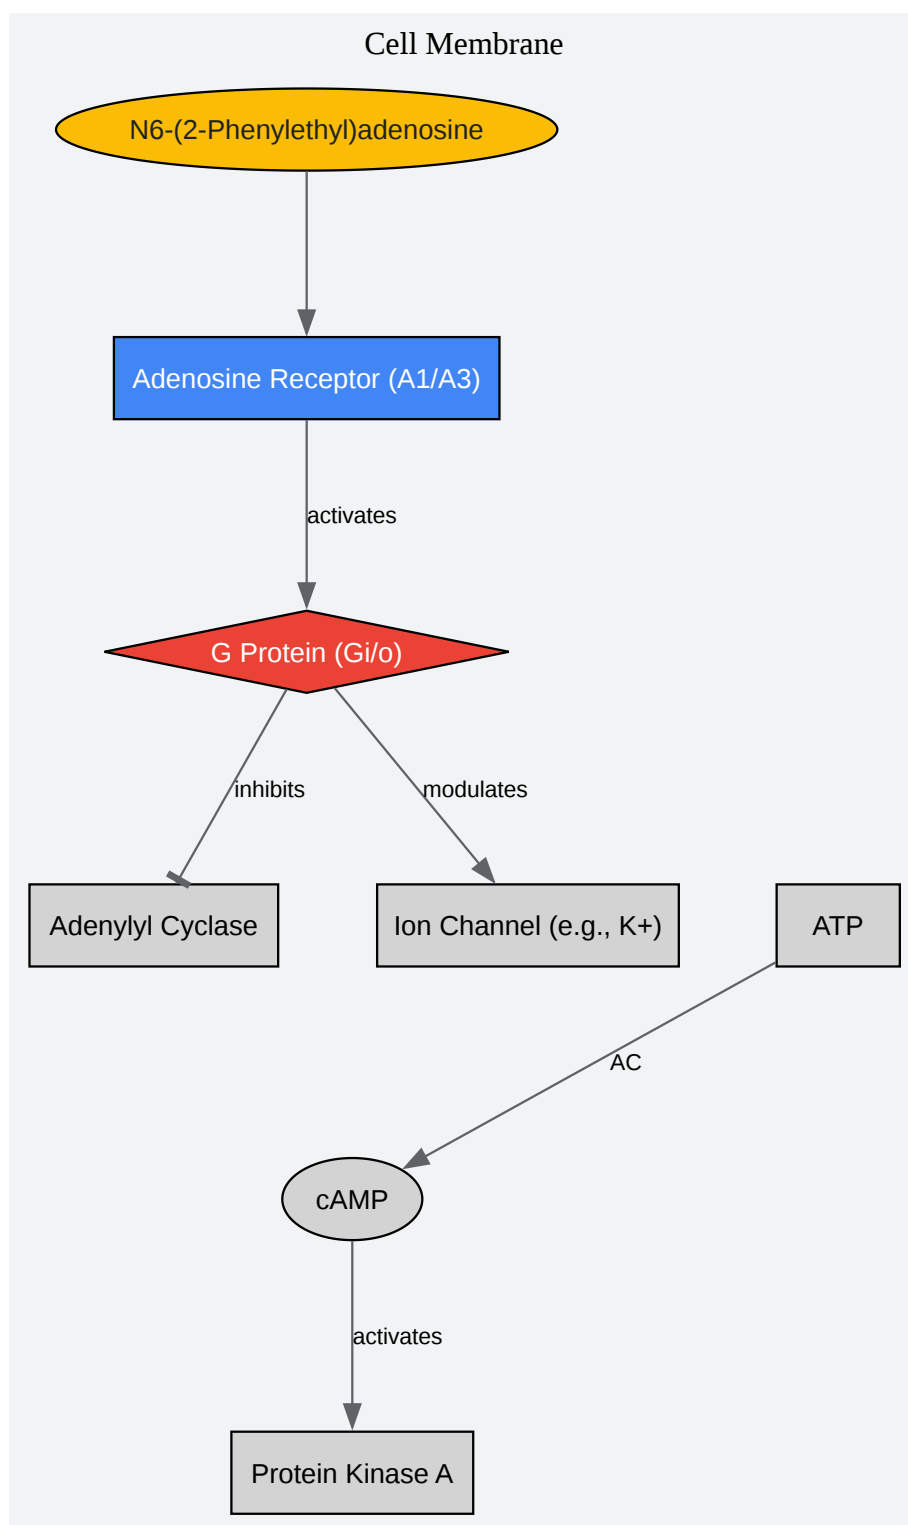 Cell Membrane
N6-(2-Phenylethyl)adenosine
Adenosine Receptor (A1/A3)
activates
G Protein (Gi/o)
inhibits
modulates
Adenylyl Cyclase
Ion Channel (e.g., K+)
ATP
AC
cAMP
activates
Protein Kinase A